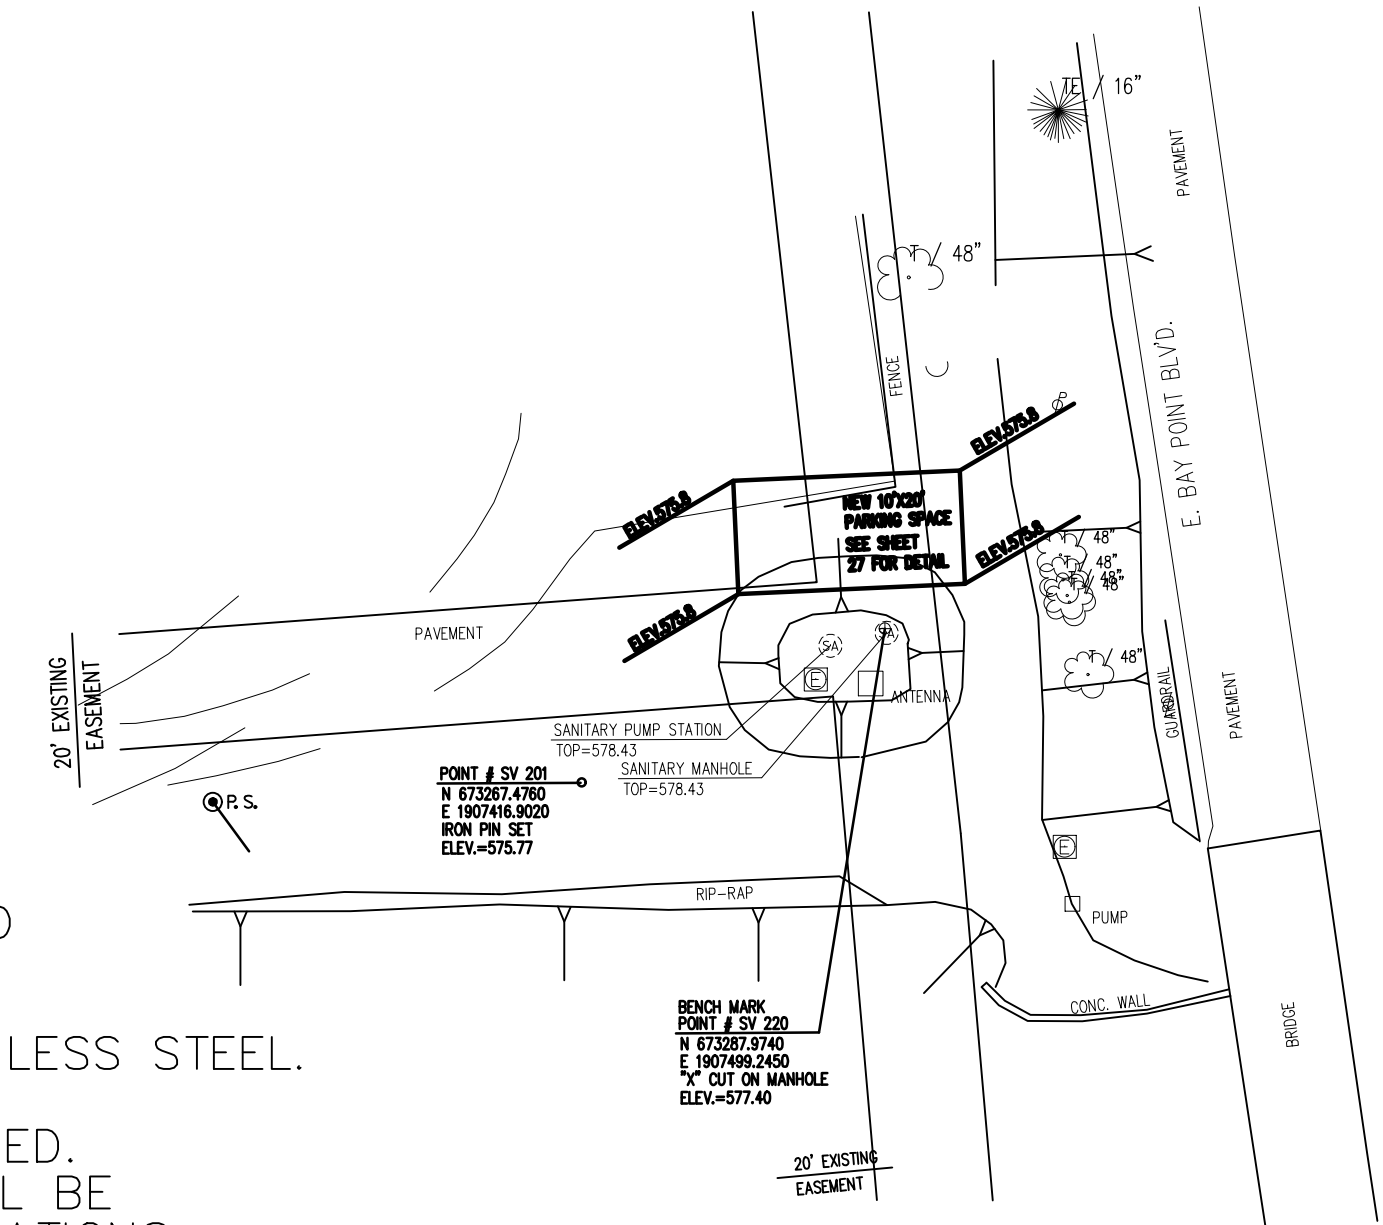 TE / 16”
PAVEMENT
T / 48”
E. BAY POINT BLV'D.
FENCE
P
ELEV.575.8
ELEV.575.8
NEW 10'X20'
PARKING SPACE
SEE SHEET
27 FOR DETAIL
ELEV.575.8
T / 48”
T / 48”
T / 48”
T / 48”
ELEV.575.8
PAVEMENT
SA
SA
E
ANTENNA
T / 48”
20' EXISTING
EASEMENT
GUARDRAIL
PAVEMENT
SANITARY PUMP STATION
TOP=578.43
SANITARY MANHOLE
TOP=578.43
POINT # SV 201
N 673267.4760
E 1907416.9020
IRON PIN SET
ELEV.=575.77
P.S.
E
RIP-RAP
PUMP
D
CONC. WALL
BRIDGE
BENCH MARK
POINT # SV 220
N 673287.9740
E 1907499.2450
"X" CUT ON MANHOLE
ELEV.=577.40
LESS STEEL.
ED.
L BE
20' EXISTING
EASEMENT